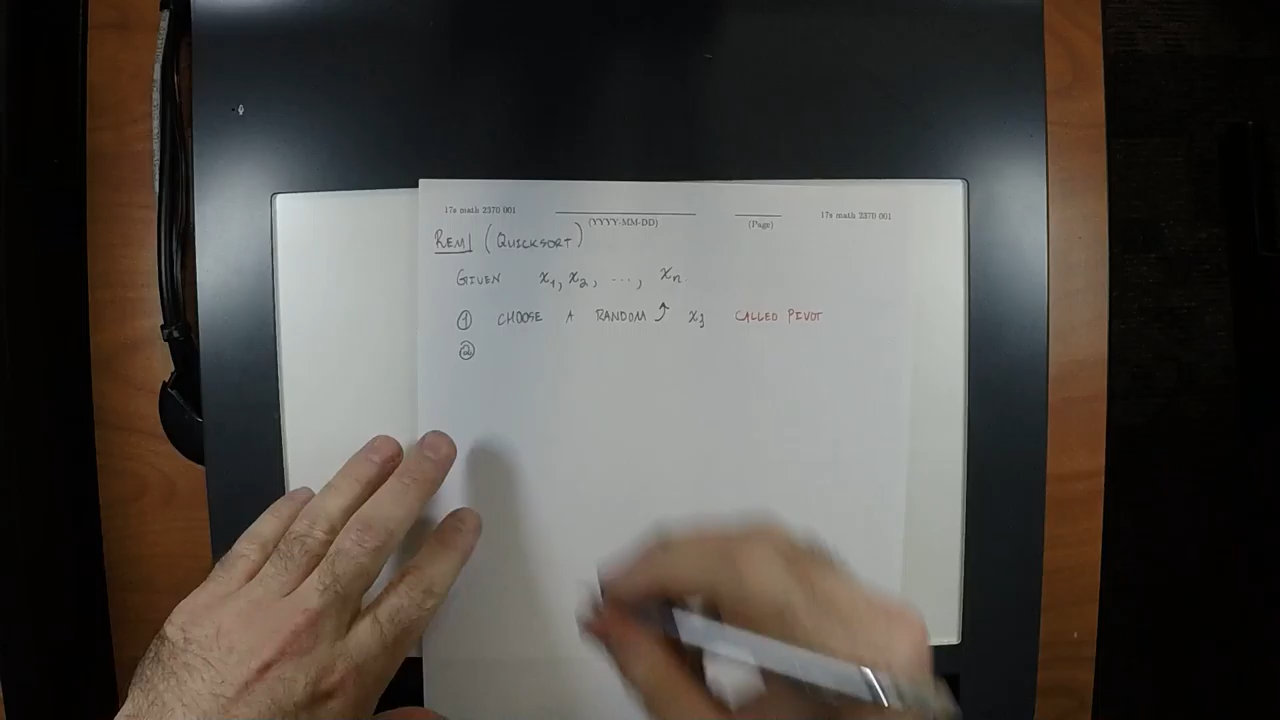 17s math 2370 001 (YYYY-MM-DD) (Page) 17s math 2370 001
REM (QUICKSORT)
GIVEN x₁, x₂, ..., xₙ.
① CHOOSE A RANDOM ⤴ xⱼ CALLED PIVOT
②